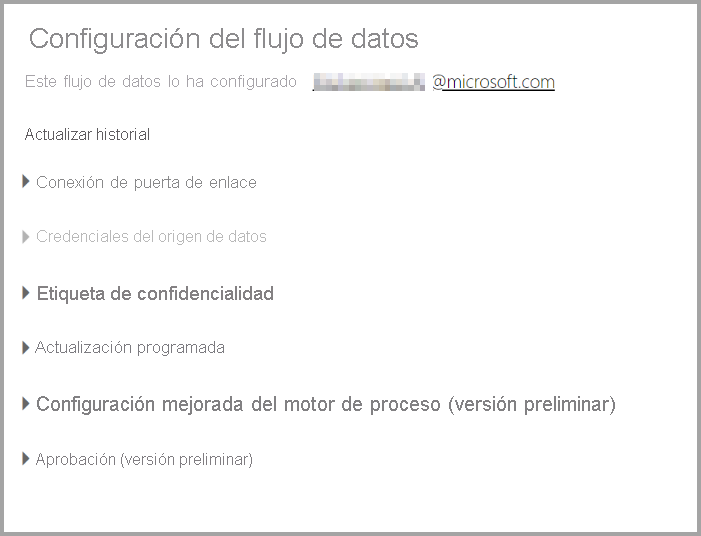 Configuración del flujo de datos
Este flujo de datos lo ha configurado @microsoft.com
Actualizar historial
Conexión de puerta de enlace
Credenciales del origen de datos
Etiqueta de confidencialidad
Actualización programada
Configuración mejorada del motor de proceso (versión preliminar)
Aprobación (versión preliminar)